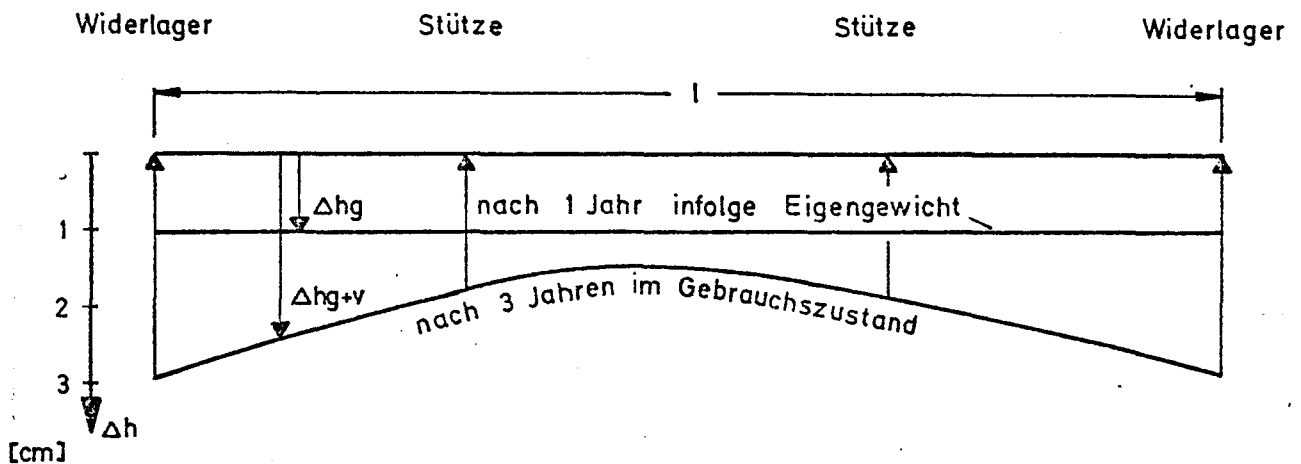 Widerlager Stütze Stütze Widerlager
l
Δhg nach 1 Jahr infolge Eigengewicht
1
2
Δhg+v nach 3 Jahren im Gebrauchszustand
3
Δh
[cm]